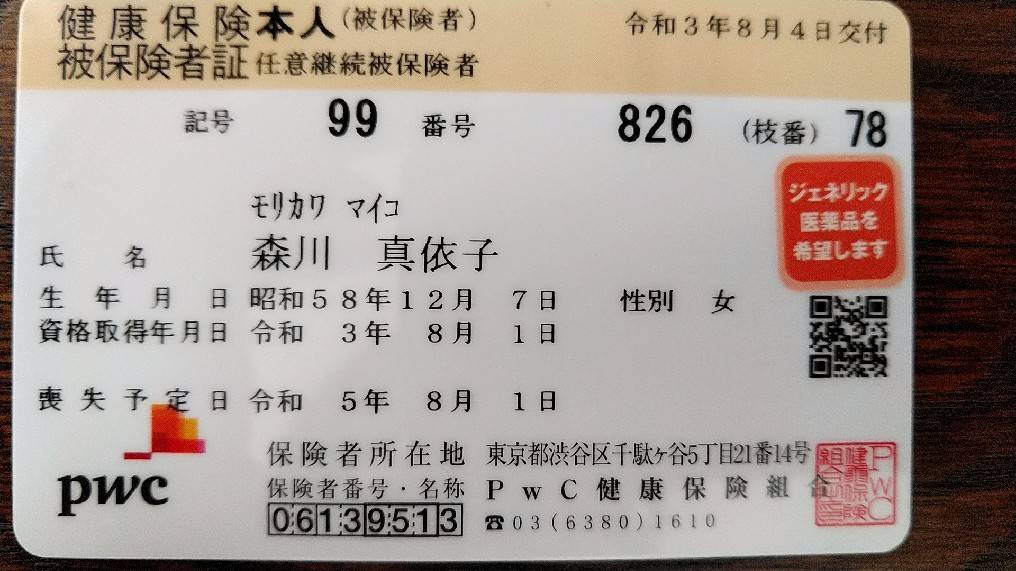 健康保険本人(被保険者)
令和3年8月4日交付
被保険者証任意継続被保険者
記号 99 番号 826 (枝番) 78
ジェネリック
医薬品を
希望します
ﾓﾘｶﾜ ﾏｲｺ
氏 名 森川 真依子
生年月日 昭和58年12月 7日 性別 女
資格取得年月日 令和 3年 8月 1日
喪失予定日 令和 5年 8月 1日
pwc
保険者所在地 東京都渋谷区千駄ヶ谷5丁目21番14号
保険者番号・名称 PwC健康保険組合
06139513 ☎03(6380)1610